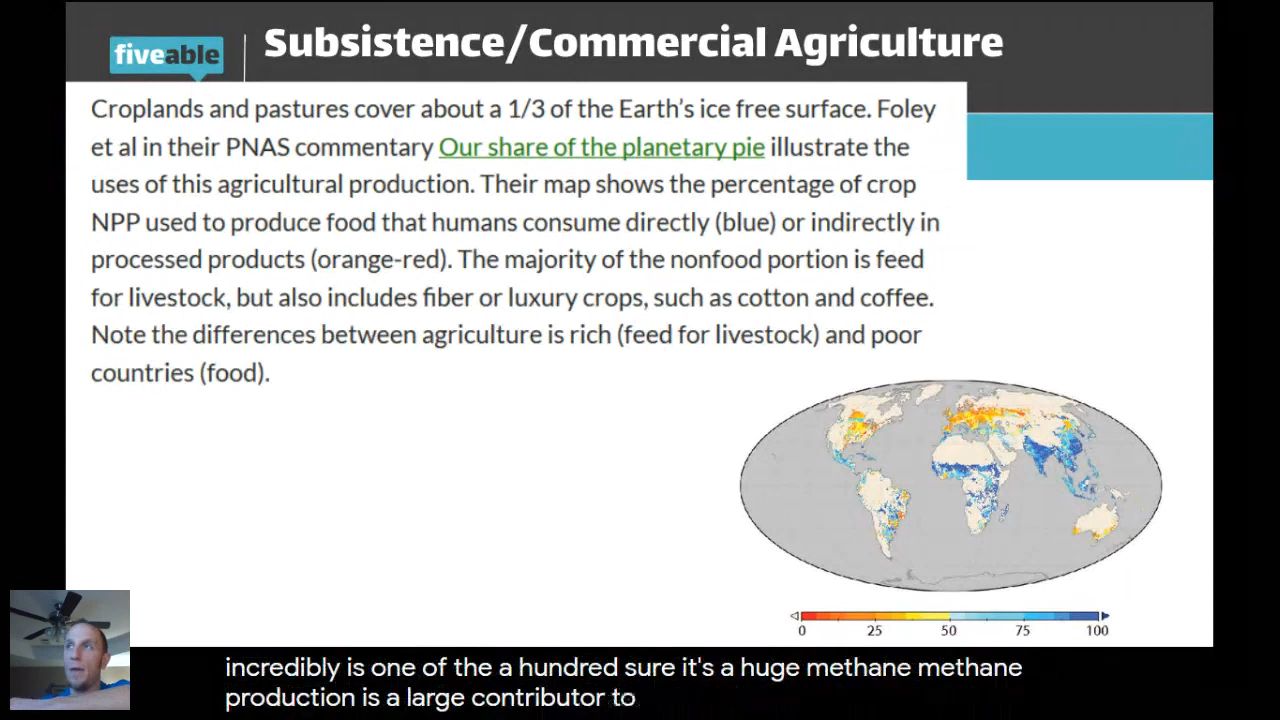 fiveable
Subsistence/Commercial Agriculture
Croplands and pastures cover about a 1/3 of the Earth's ice free surface. Foley
et al in their PNAS commentary Our share of the planetary pie illustrate the
uses of this agricultural production. Their map shows the percentage of crop
NPP used to produce food that humans consume directly (blue) or indirectly in
processed products (orange-red). The majority of the nonfood portion is feed
for livestock, but also includes fiber or luxury crops, such as cotton and coffee.
Note the differences between agriculture is rich (feed for livestock) and poor
countries (food).
0 25 50 75 100
incredibly is one of the a hundred sure it's a huge methane methane
production is a large contributor to